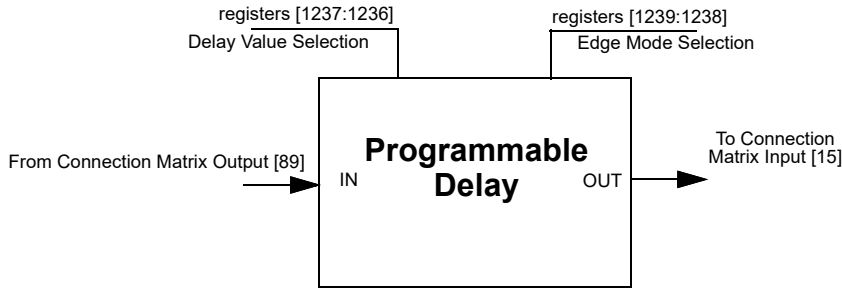 registers [1237:1236]
Delay Value Selection
registers [1239:1238]
Edge Mode Selection
From Connection Matrix Output [89]
IN
Programmable
Delay
OUT
To Connection
Matrix Input [15]